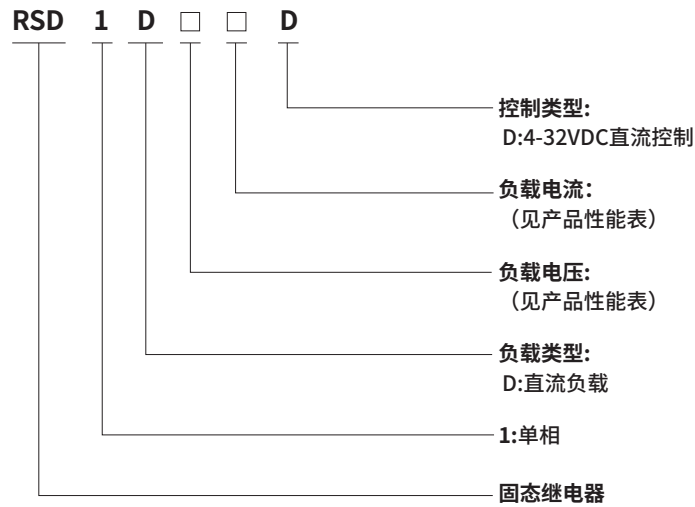 RSD 1 D □ □ D
控制类型:
D:4-32VDC直流控制
负载电流：
（见产品性能表）
负载电压:
（见产品性能表）
负载类型:
D:直流负载
1:单相
固态继电器